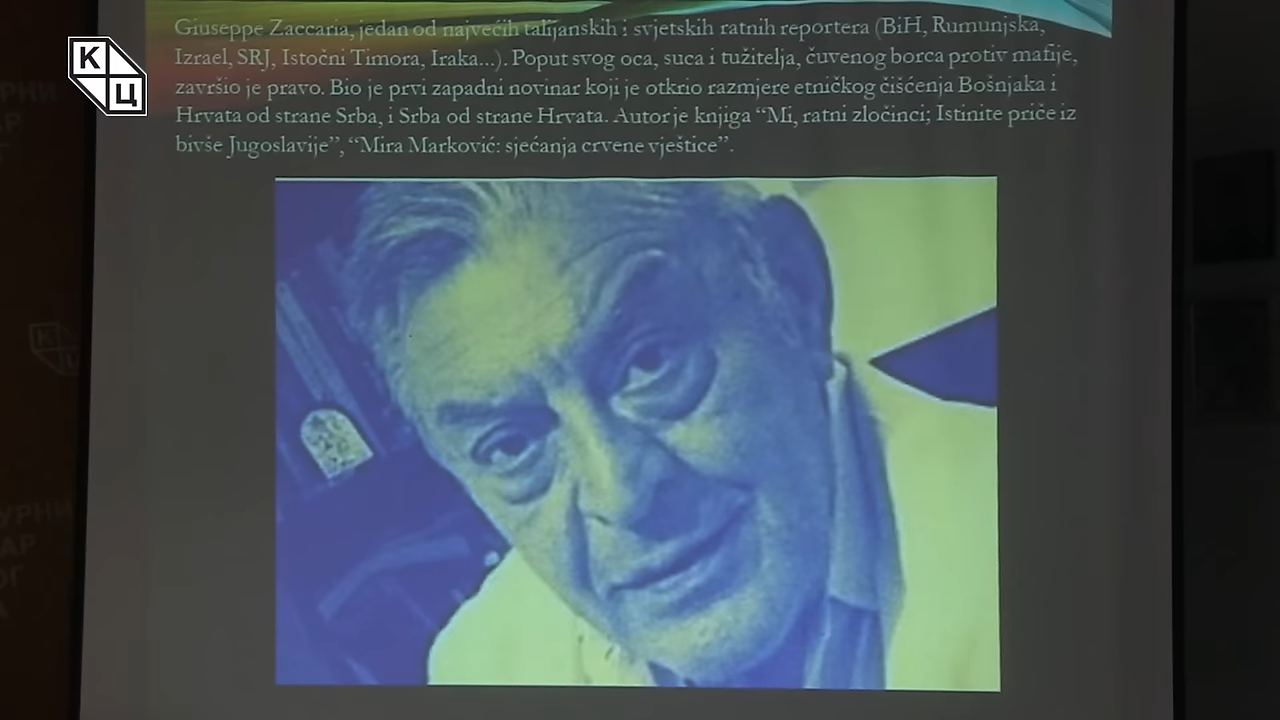 Giuseppe Zaccaria, jedan od najvećih talijanskih i svjetskih ratnih reportera (BiH, Rumunjska,
Izrael, SRJ, Istočni Timora, Iraka...). Poput svog oca, suca i tužitelja, čuvenog borca protiv mafije,
završio je pravo. Bio je prvi zapadni novinar koji je otkrio razmjere etničkog čišćenja Bošnjaka i
Hrvata od strane Srba, i Srba od strane Hrvata. Autor je knjiga “Mi, ratni zločinci; Istinite priče iz
bivše Jugoslavije”, “Mira Marković: sjećanja crvene vještice”.
К
Ц